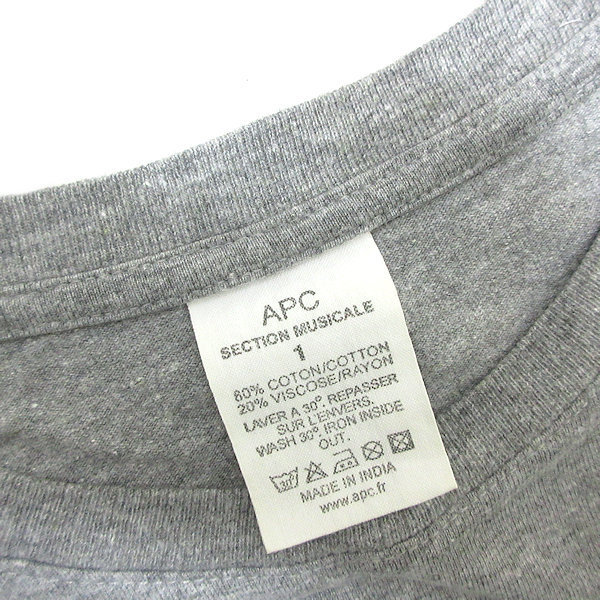 APC
SECTION MUSICALE
1
80% COTON/COTTON
20% VISCOSE/RAYON
LAVER A 30°. REPASSER
SUR L'ENVERS.
WASH 30°. IRON INSIDE
OUT.
30°
MADE IN INDIA
www.apc.fr